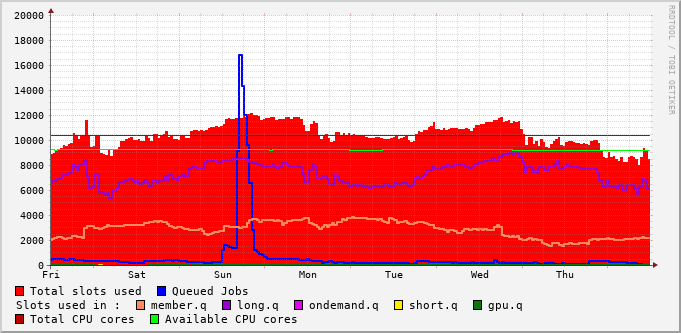 RRDTOOL / TOBI OETIKER
20000
18000
16000
14000
12000
10000
8000
6000
4000
2000
0
Fri Sat Sun Mon Tue Wed Thu
Total slots used Queued Jobs
Slots used in : member.q long.q ondemand.q short.q gpu.q
Total CPU cores Available CPU cores